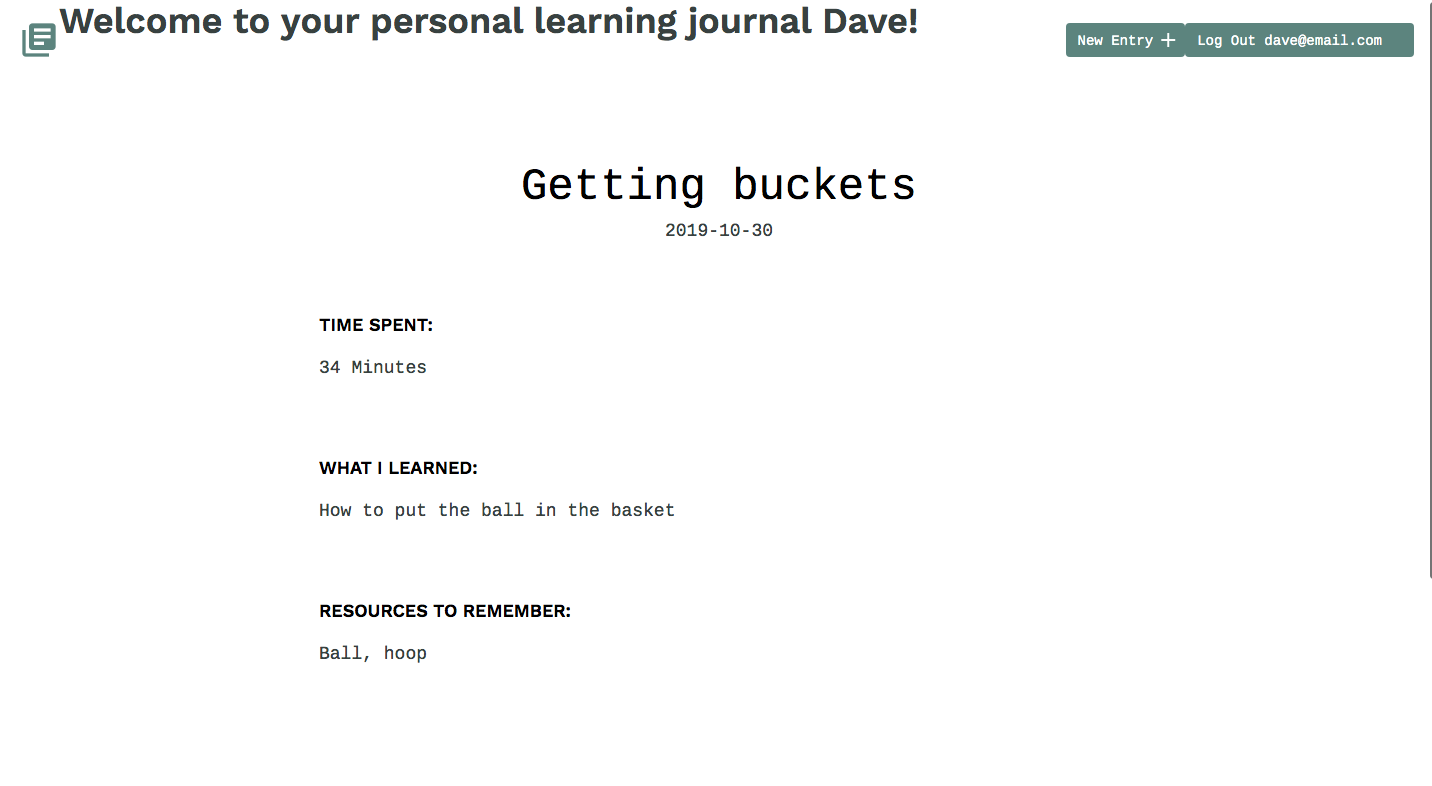 Welcome to your personal learning journal Dave!
New Entry
Log Out dave@email.com
Getting buckets
2019-10-30
TIME SPENT:
34 Minutes
WHAT I LEARNED:
How to put the ball in the basket
RESOURCES TO REMEMBER:
Ball, hoop